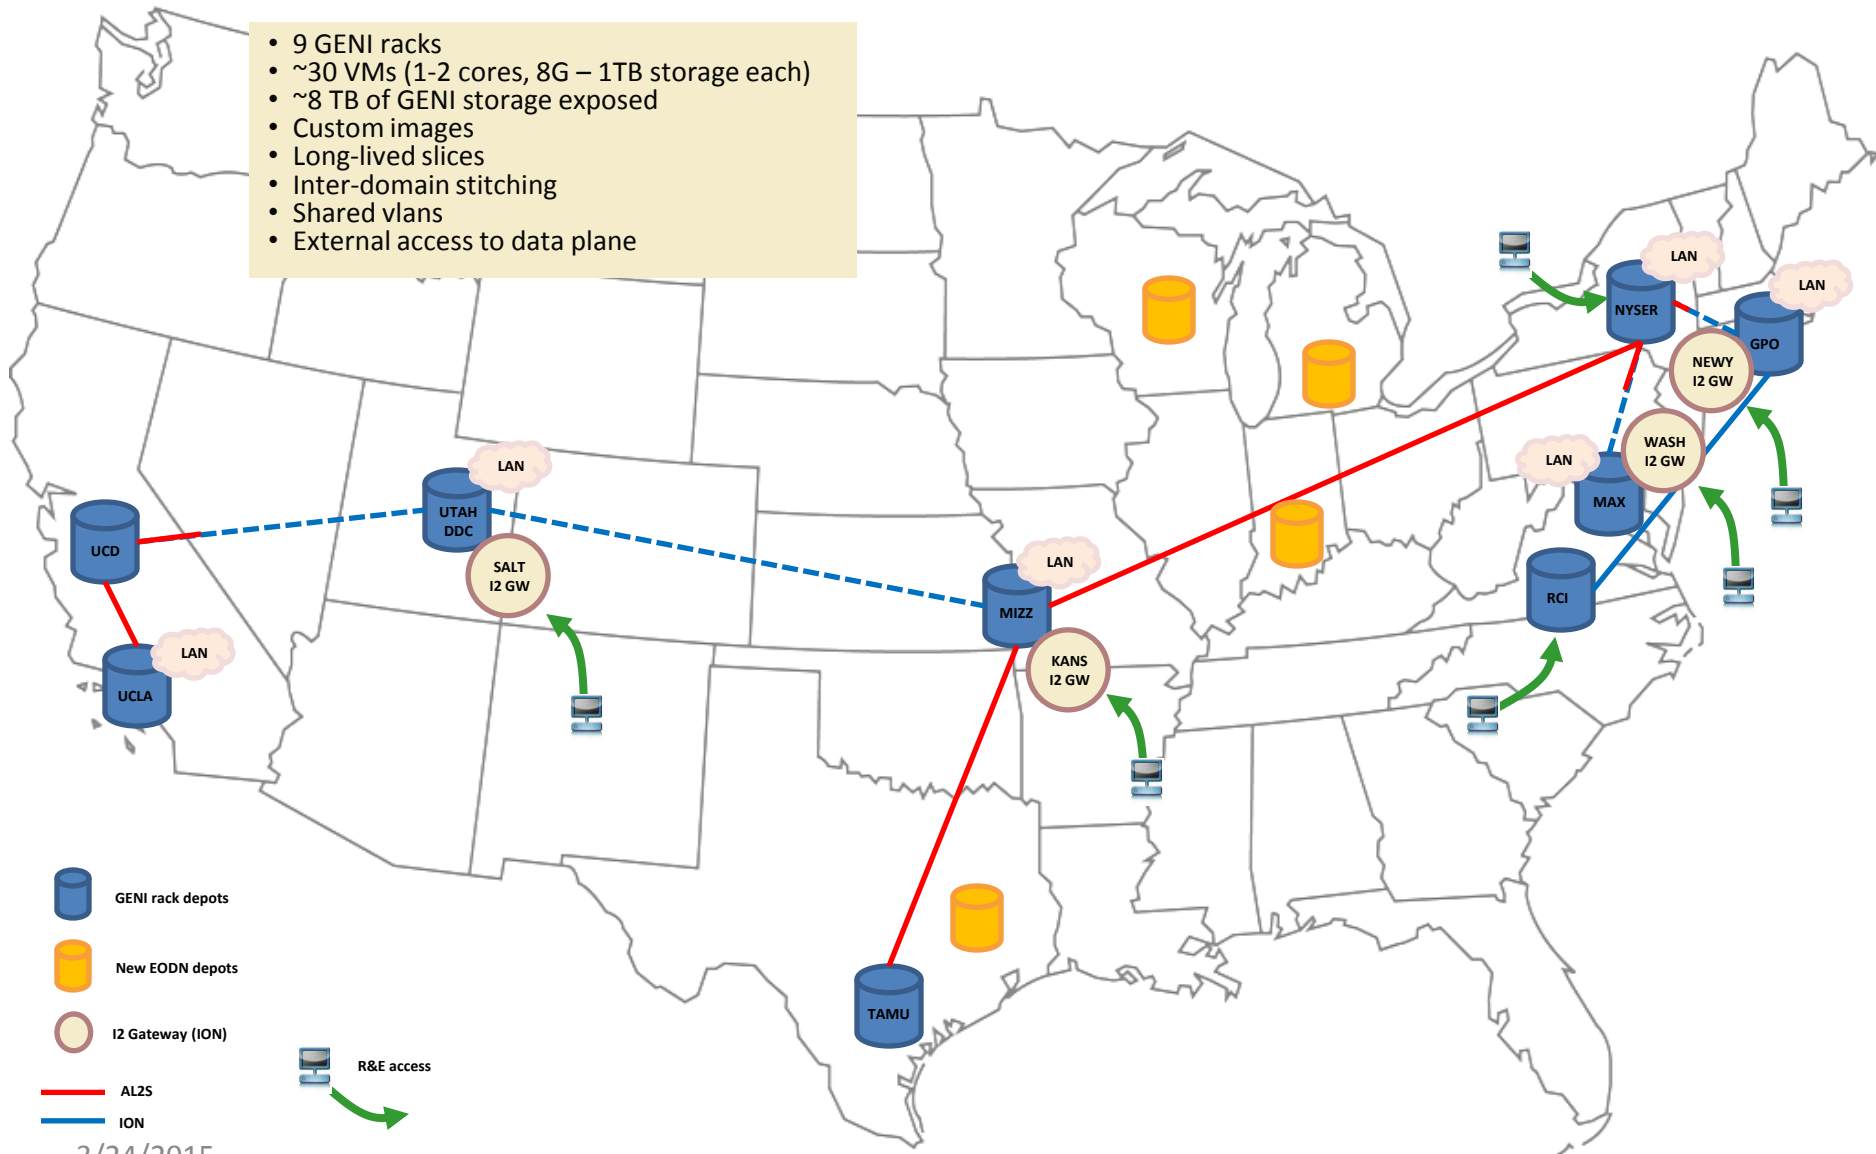 • 9 GENI racks
• ~30 VMs (1-2 cores, 8G – 1TB storage each)
• ~8 TB of GENI storage exposed
• Custom images
• Long-lived slices
• Inter-domain stitching
• Shared vlans
• External access to data plane
LAN
LAN
NYSER
GPO
NEWY
I2 GW
WASH
I2 GW
LAN
MAX
LAN
UTAH
DDC
UCD
SALT
I2 GW
LAN
MIZZ
RCI
LAN
UCLA
KANS
I2 GW
TAMU
GENI rack depots
New EODN depots
I2 Gateway (ION)
R&E access
AL2S
ION
3/24/2015